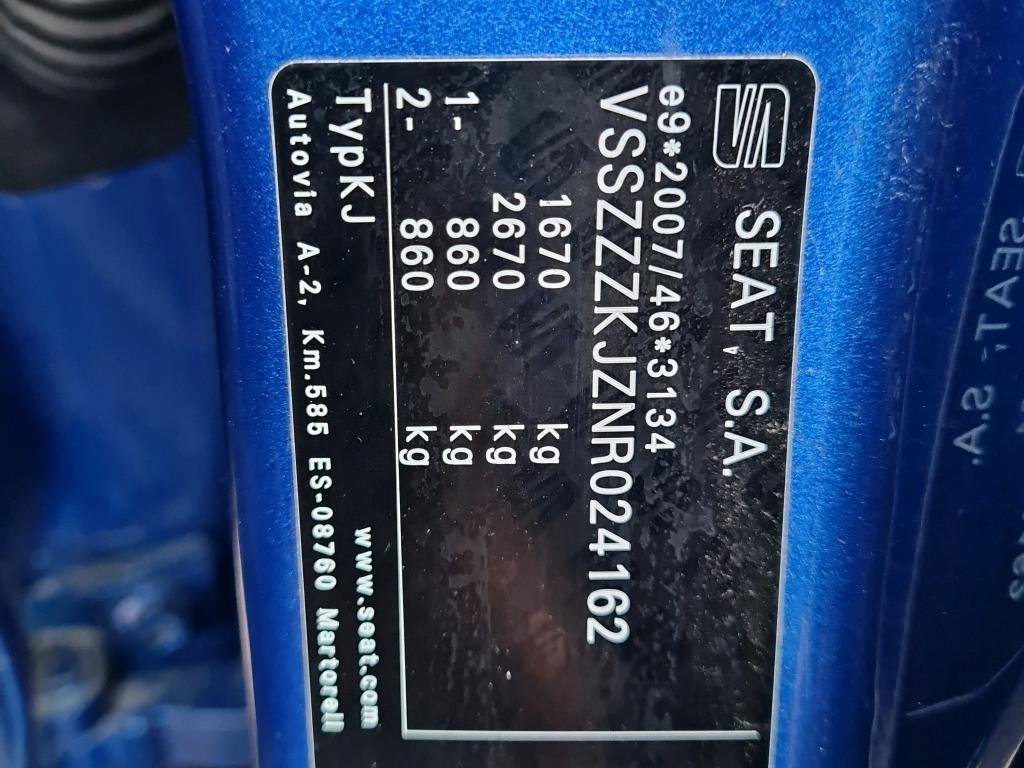 SEAT, S.A.
e9*2007/46*3134
VSSZZZKJZNR024162
1670 kg
2670 kg
1- 860 kg
2- 860 kg
TypKJ www.seat.com
Autovia A-2, Km.585 ES-08760 Martorell
SEAT, S.A.